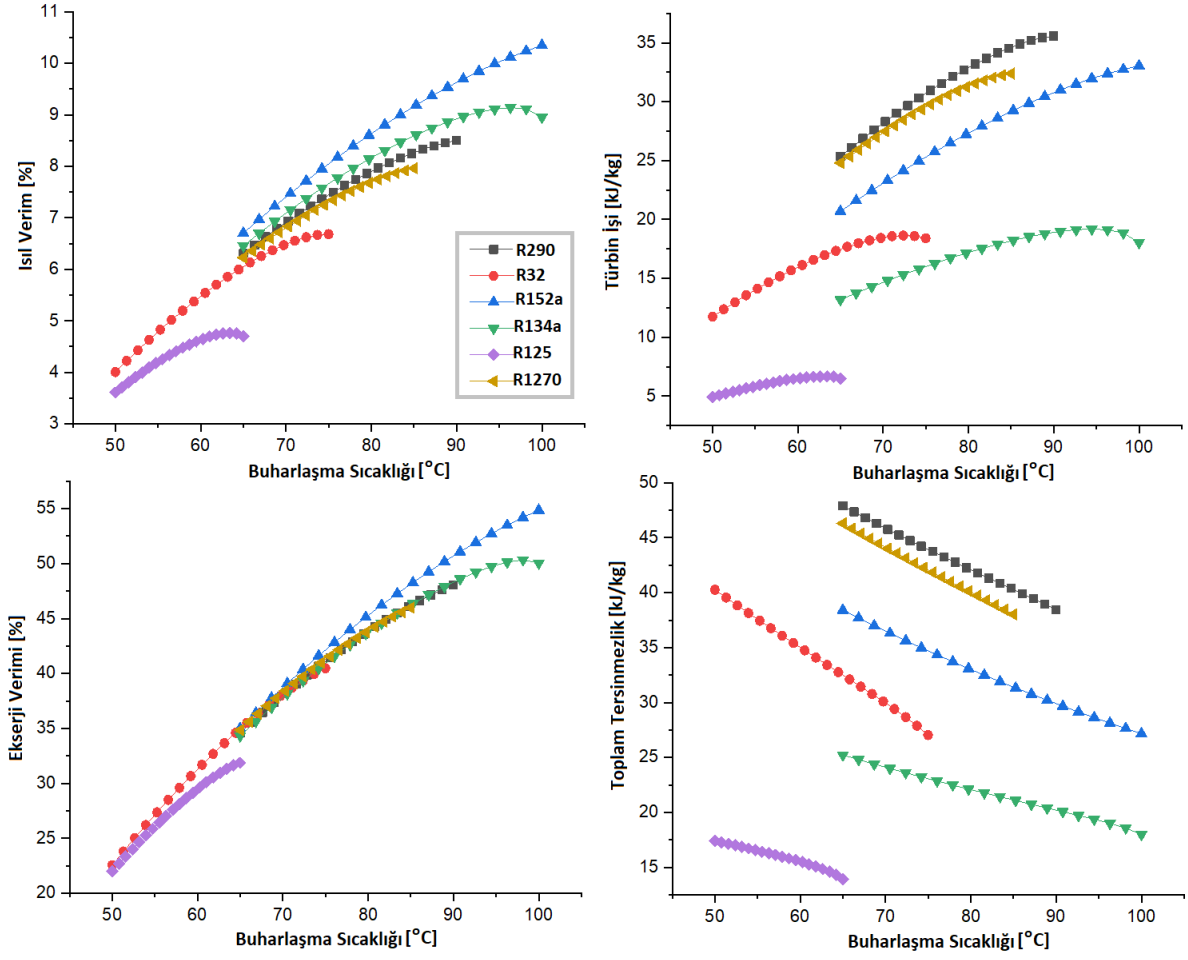 11
10
9
8
7
6
5
4
3
Isıl Verim [%]
50 60 70 80 90 100
Buharlaşma Sıcaklığı [°C]
R290
R32
R152a
R134a
R125
R1270
35
30
25
20
15
10
5
Türbin İşi [kJ/kg]
50 60 70 80 90 100
Buharlaşma Sıcaklığı [°C]
55
50
45
40
35
30
25
20
Ekserji Verimi [%]
50 60 70 80 90 100
Buharlaşma Sıcaklığı [°C]
50
45
40
35
30
25
20
15
Toplam Tersinmezlik [kJ/kg]
50 60 70 80 90 100
Buharlaşma Sıcaklığı [°C]